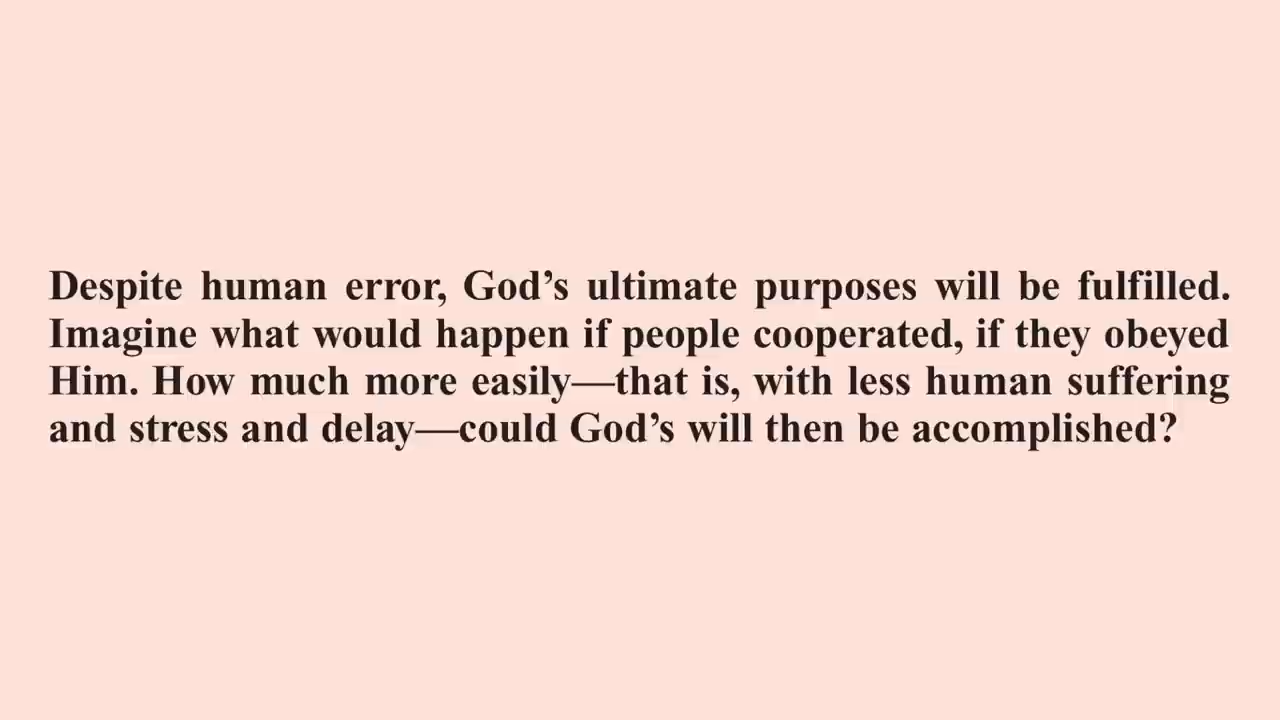 Despite human error, God’s ultimate purposes will be fulfilled.
Imagine what would happen if people cooperated, if they obeyed
Him. How much more easily—that is, with less human suffering
and stress and delay—could God’s will then be accomplished?